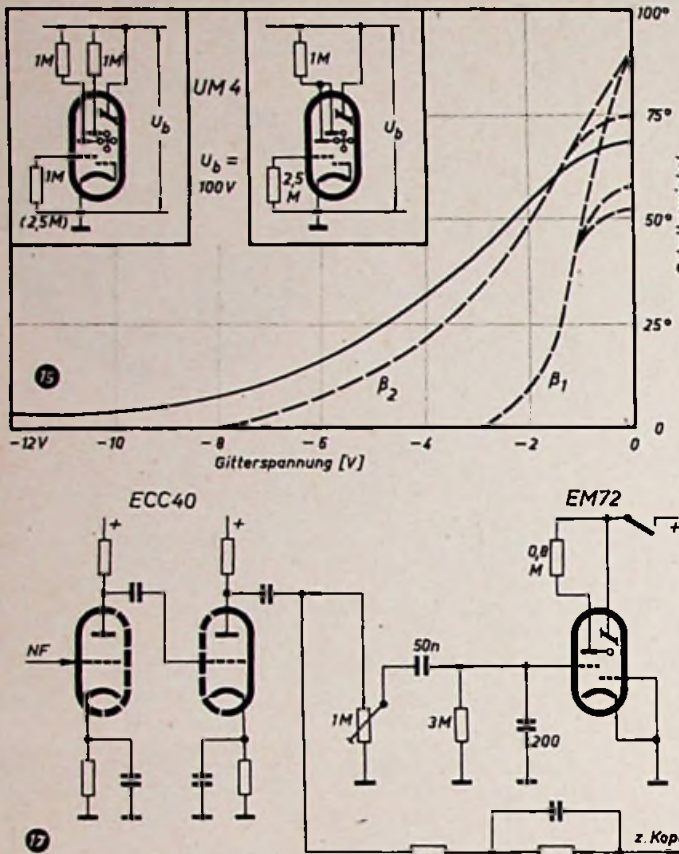 100°
1M 1M
UM 4
1M
75°
U_b
U_b = 100V
U_b
1M
(2,5M)
2,5 M
50°
25°
15
β₂
β₁
0
-12V -10 -8 -6 -4 -2 0
Gitterspannung [V]
ECC40
EM72
+ +
+
0,8 M
NF
50n
1M
3M
200
17
z. Kop